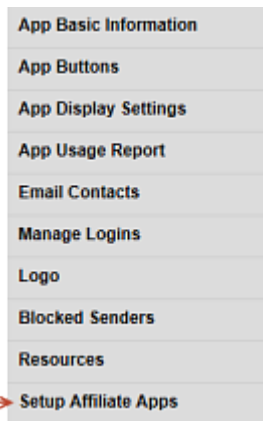 App Basic Information
App Buttons
App Display Settings
App Usage Report
Email Contacts
Manage Logins
Logo
Blocked Senders
Resources
Setup Affiliate Apps